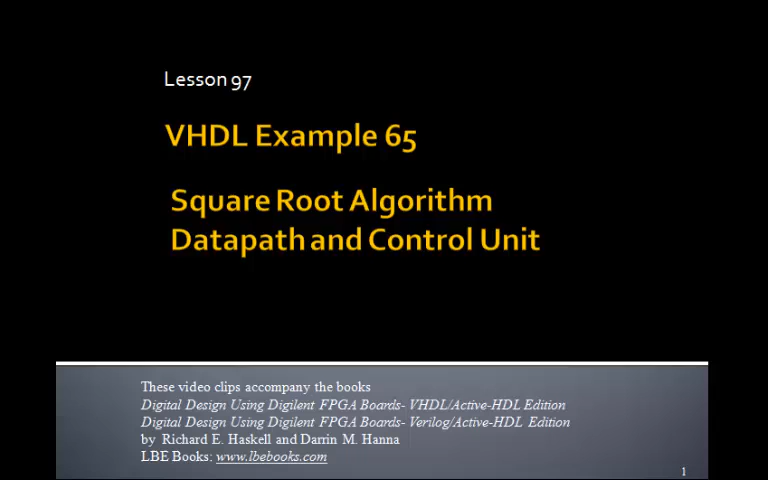 Lesson 97
VHDL Example 65
Square Root Algorithm
Datapath and Control Unit
These video clips accompany the books
Digital Design Using Digilent FPGA Boards- VHDL/Active-HDL Edition
Digital Design Using Digilent FPGA Boards- Verilog/Active-HDL Edition
by Richard E. Haskell and Darrin M. Hanna
LBE Books: www.lbebooks.com
1